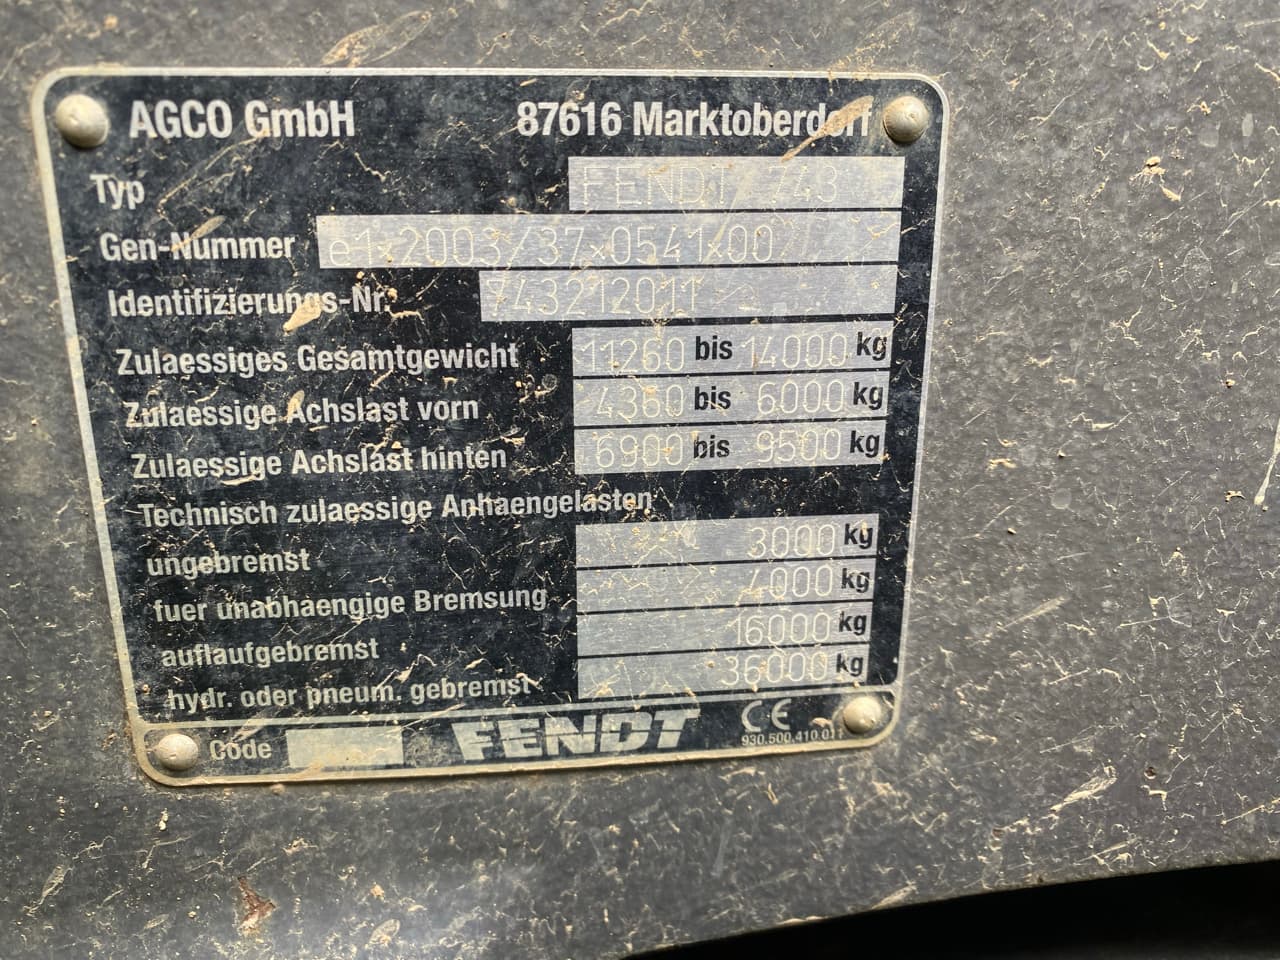 AGCO GmbH 87616 Marktoberdorf
Typ FENDT 743
Gen-Nummer e1*2003/37*0541*00
Identifizierungs-Nr. 743212011
Zulaessiges Gesamtgewicht 11260 bis 14000 kg
Zulaessige Achslast vorn 4360 bis 6000 kg
Zulaessige Achslast hinten 6900 bis 9500 kg
Technisch zulaessige Anhaengelasten
ungebremst 3000 kg
fuer unabhaengige Bremsung 4000 kg
auflaufgebremst 16000 kg
hydr. oder pneum. gebremst 36000 kg
Code FENDT CE
930.500.410.011